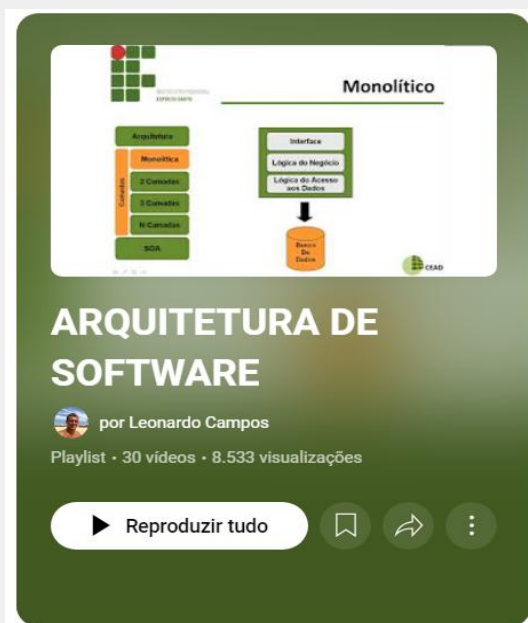 Monolítico
Arquitetura
Monolítica
Camadas
2 Camadas
3 Camadas
N Camadas
SOA
Interface
Lógica do Negócio
Lógica do Acesso
aos Dados
Banco
De
Dados
CEAD
ARQUITETURA DE
SOFTWARE
por Leonardo Campos
Playlist • 30 vídeos • 8.533 visualizações
Reproduzir tudo